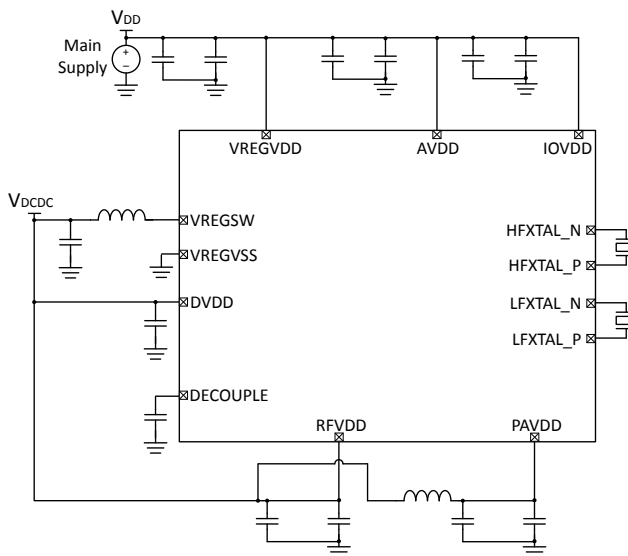 VDD
Main
Supply
+
−
VREGVDD
AVDD
IOVDD
VDCDC
VREGSW
VREGVSS
DVDD
DECOUPLE
HFXTAL_N
HFXTAL_P
LFXTAL_N
LFXTAL_P
RFVDD
PAVDD